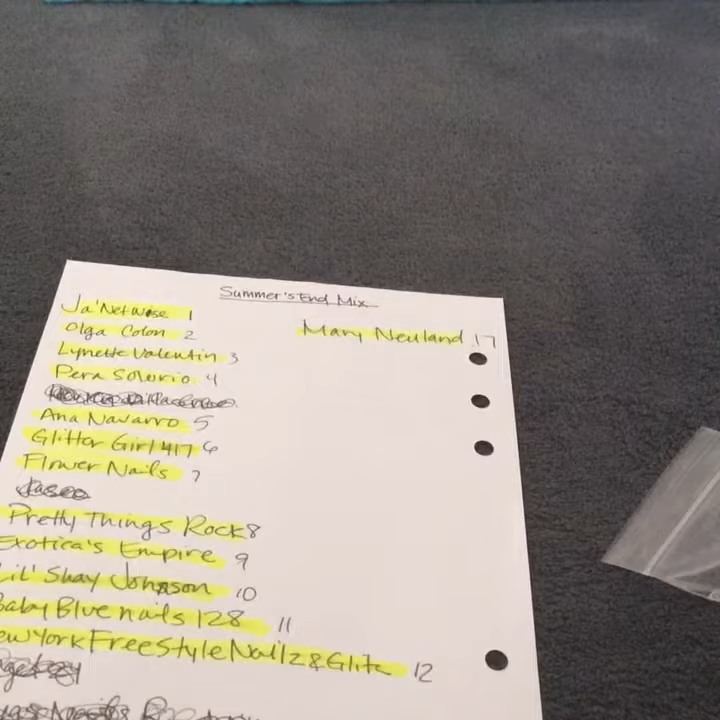 Summer's End Mix
Ja'Netwise 1
Olga Colon 2
Lynette Valentin 3
Pera Solorio 4
Ana Navarro 5
Glitter Girl 417 6
Flower Nails 7
Pretty Things Rock 8
Exotica's Empire 9
Lil' Shay Johnson 10
Baby Blue nails 128 11
ewYorkFreeStyleNailz&Glitz 12
Mary Neuland 17